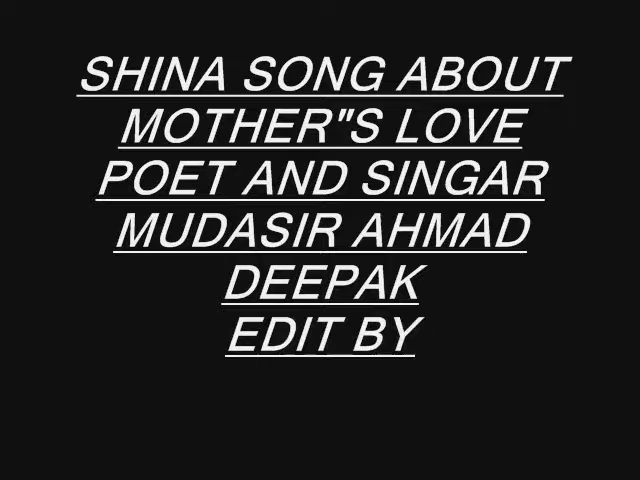 SHINA SONG ABOUT
MOTHER"S LOVE
POET AND SINGAR
MUDASIR AHMAD
DEEPAK
EDIT BY